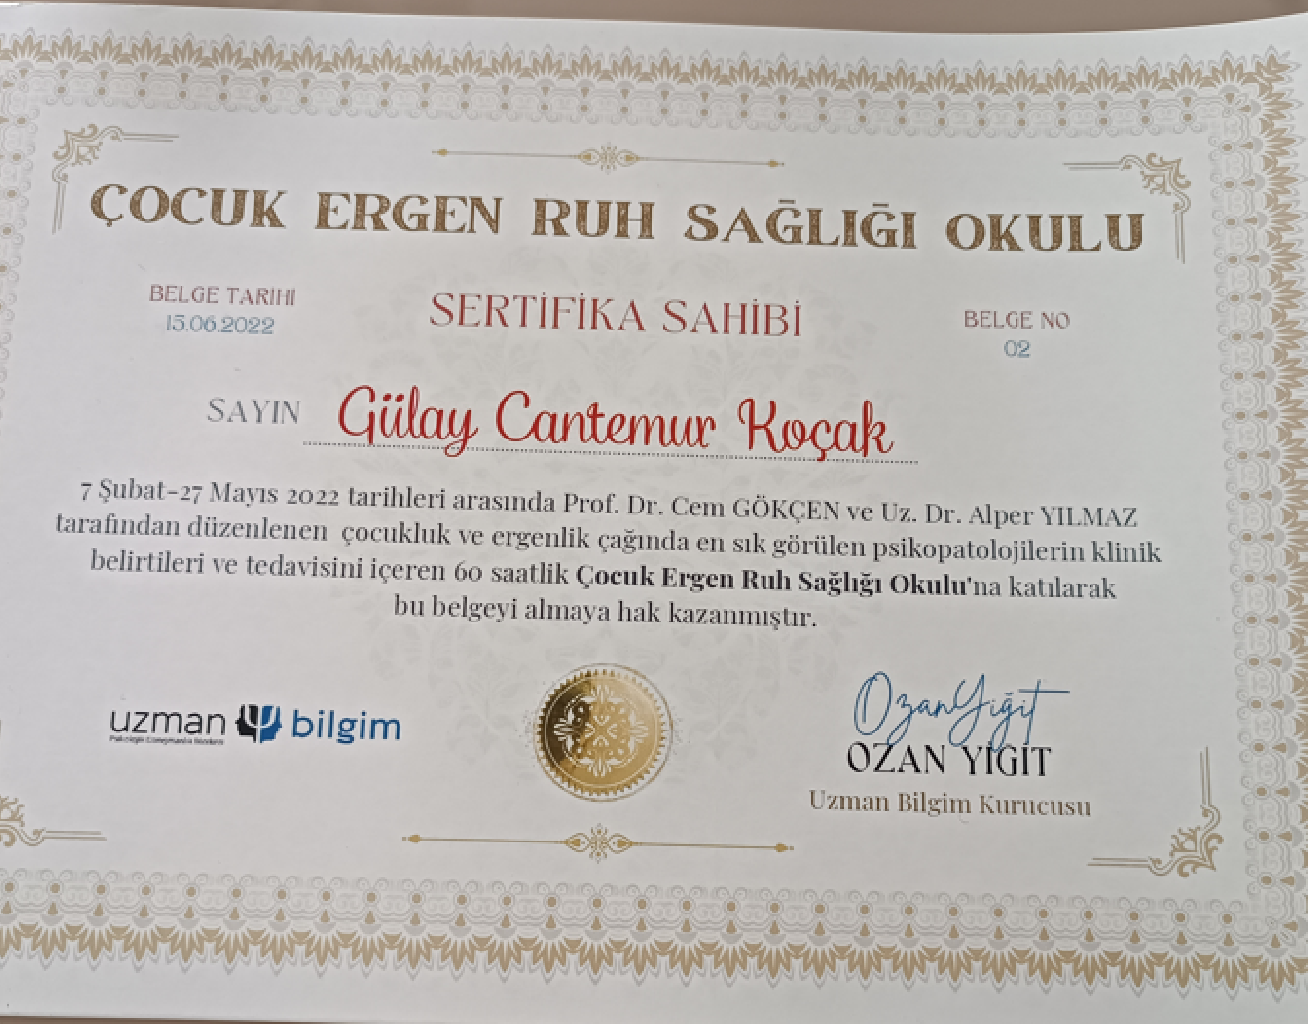 ÇOCUK ERGEN RUH SAĞLIĞI OKULU
BELGE TARİHİ
15.06.2022
SERTİFİKA SAHİBİ
BELGE NO
02
SAYIN Gülay Cantemur Koçak
7 Şubat-27 Mayıs 2022 tarihleri arasında Prof. Dr. Cem GÖKÇEN ve Uz. Dr. Alper YILMAZ
tarafından düzenlenen çocukluk ve ergenlik çağında en sık görülen psikopatolojilerin klinik
belirtileri ve tedavisini içeren 60 saatlik Çocuk Ergen Ruh Sağlığı Okulu'na katılarak
bu belgeyi almaya hak kazanmıştır.
uzman bilgim
OzanYiğit
OZAN YİĞİT
Uzman Bilgim Kurucusu